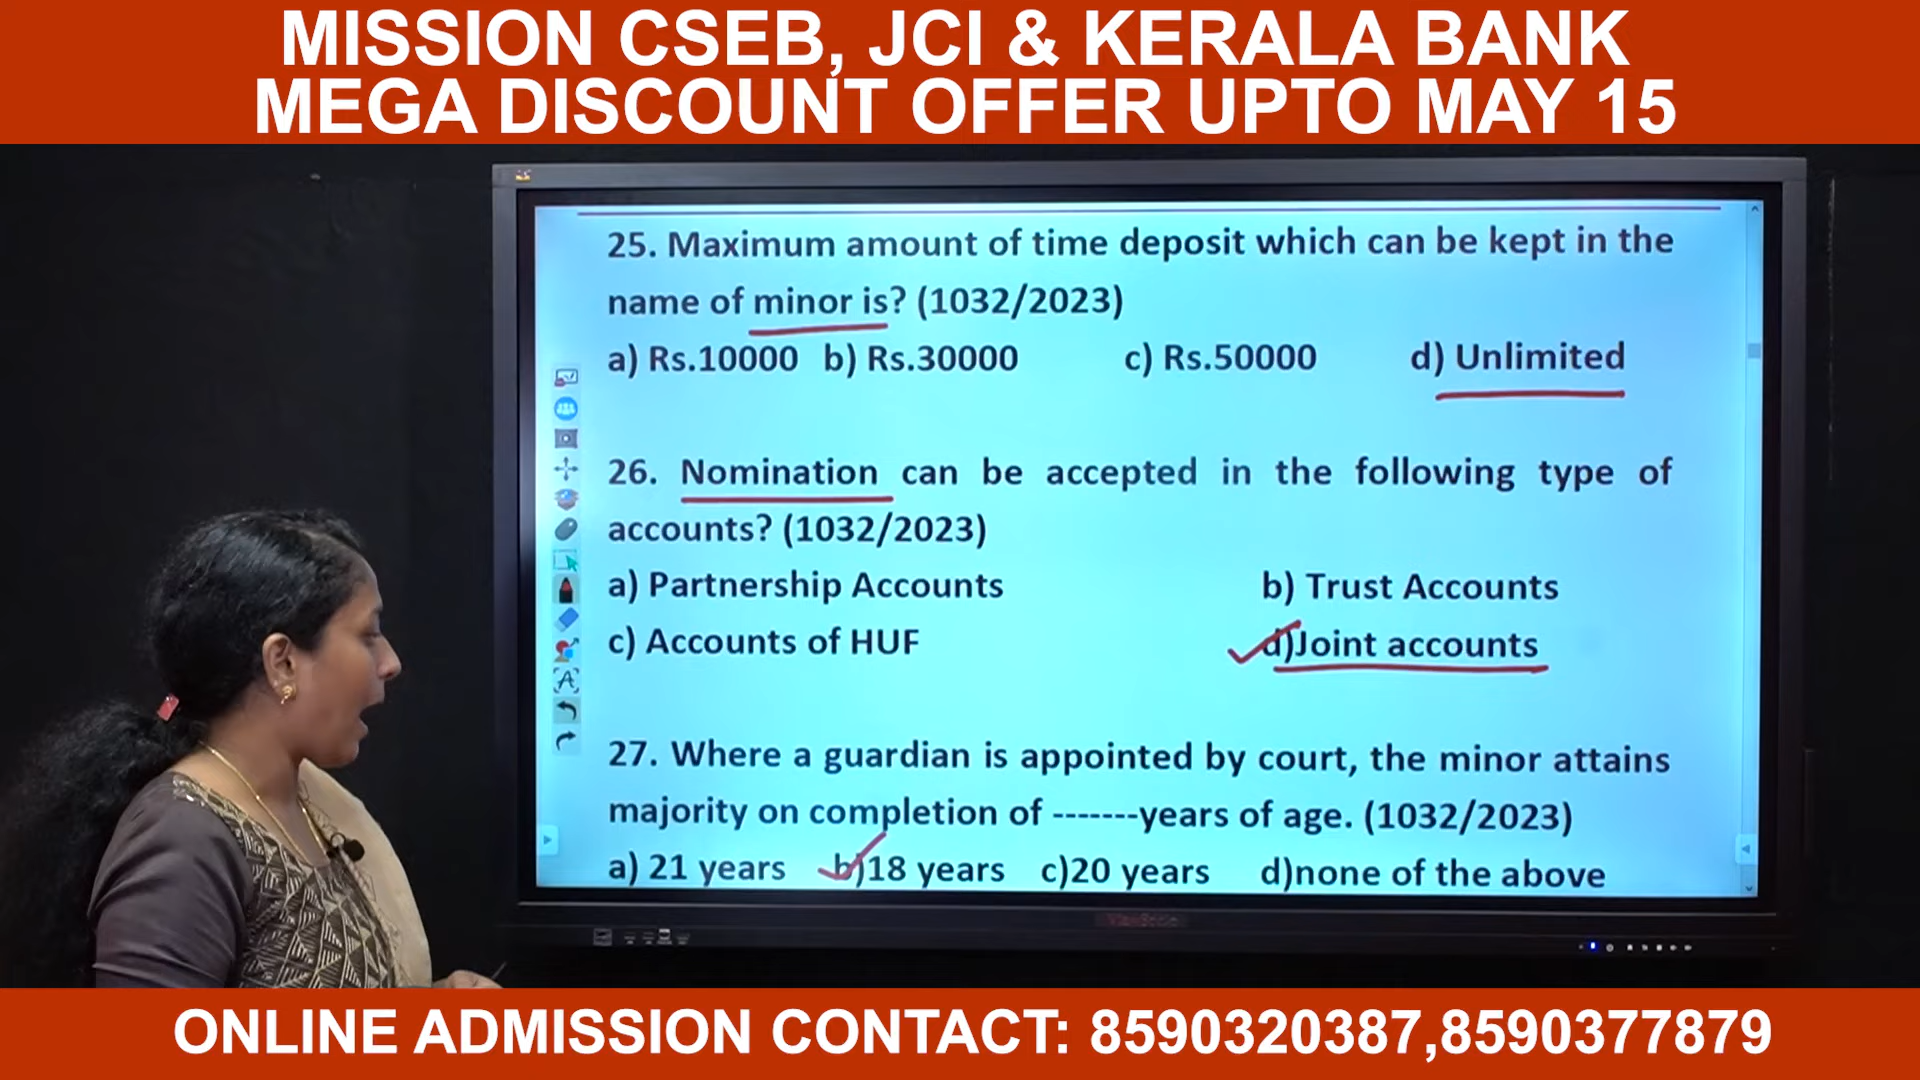 MISSION CSEB, JCI & KERALA BANK
MEGA DISCOUNT OFFER UPTO MAY 15
25. Maximum amount of time deposit which can be kept in the
name of minor is? (1032/2023)
a) Rs.10000 b) Rs.30000 c) Rs.50000 d) Unlimited
26. Nomination can be accepted in the following type of
accounts? (1032/2023)
a) Partnership Accounts b) Trust Accounts
c) Accounts of HUF d)Joint accounts
27. Where a guardian is appointed by court, the minor attains
majority on completion of -------years of age. (1032/2023)
a) 21 years b)18 years c)20 years d)none of the above
ONLINE ADMISSION CONTACT: 8590320387,8590377879